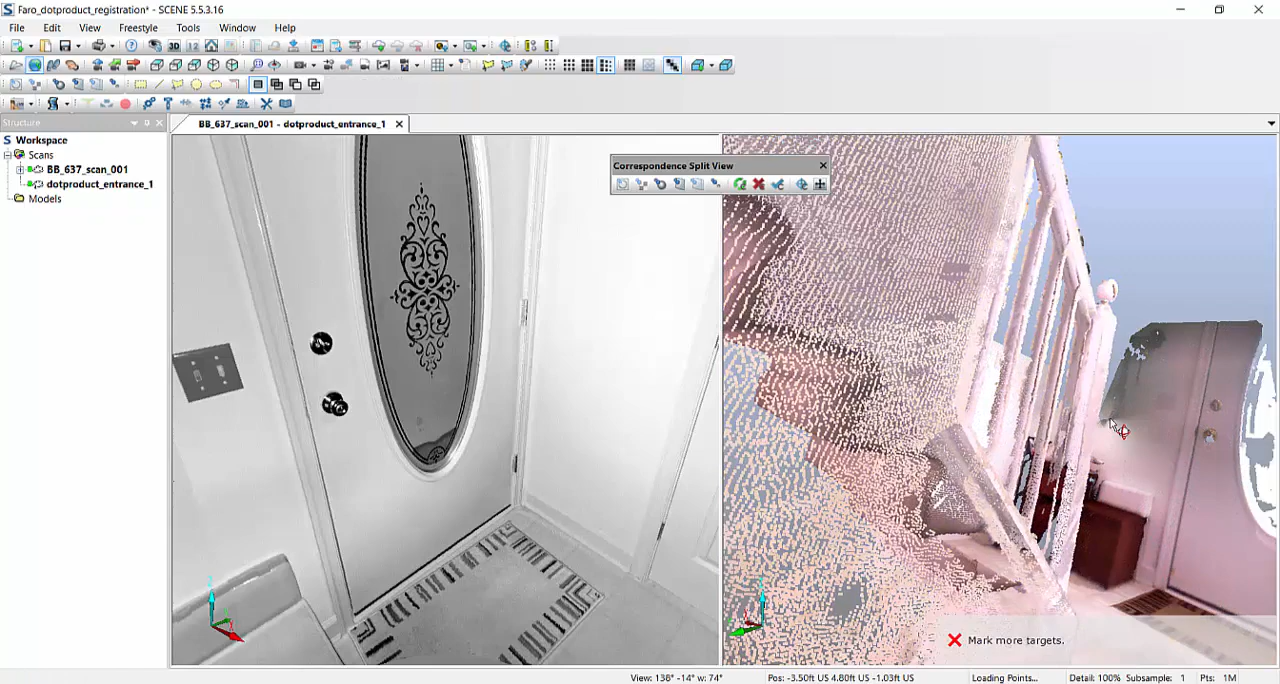 Faro_dotproduct_registration* - SCENE 5.5.3.16
File Edit View Freestyle Tools Window Help
3D
Structure
BB_637_scan_001 - dotproduct_entrance_1
Workspace
Scans
BB_637_scan_001
dotproduct_entrance_1
Models
Correspondence Split View
Mark more targets.
View: 136° -14° w: 74° Pos: -3.50ft US 4.80ft US -1.03ft US Loading Points... Detail: 100% Subsample: 1 Pts: 1M